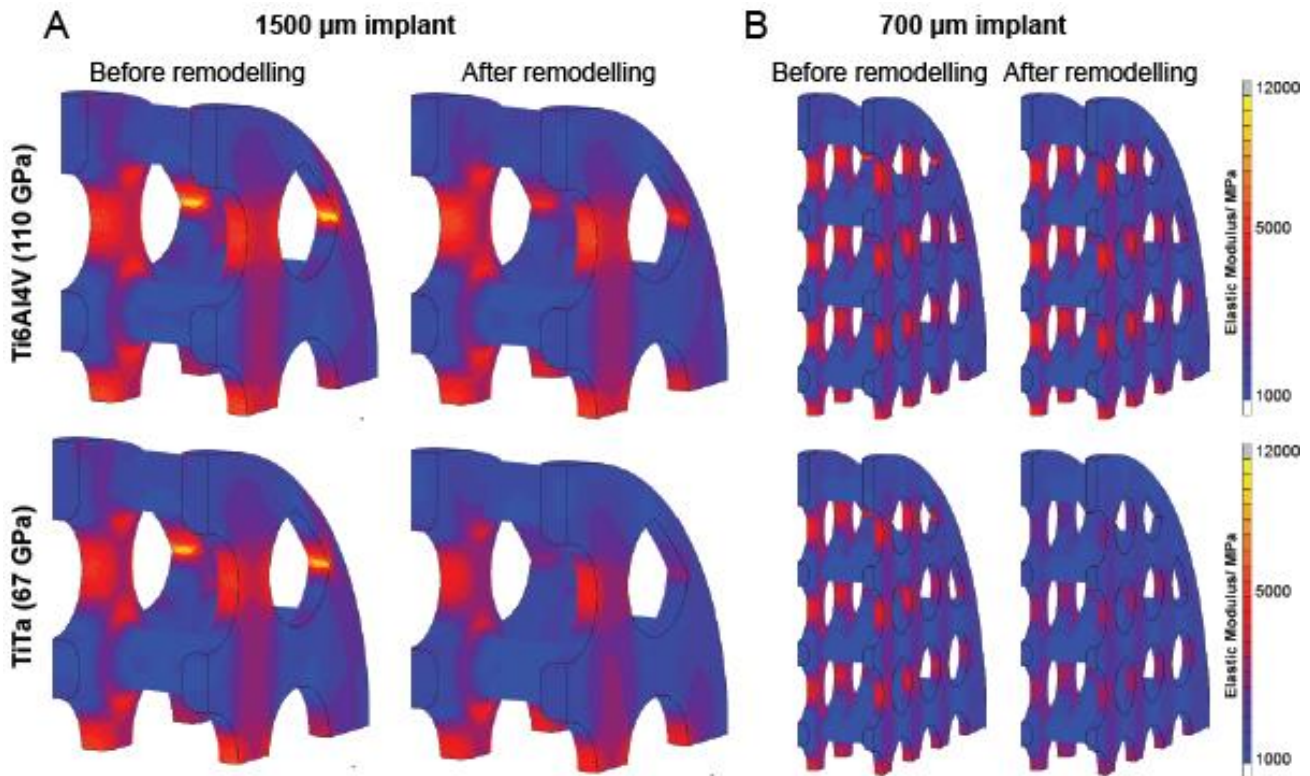 A
1500 µm implant
B
700 µm implant
Before remodelling
After remodelling
Before remodelling
After remodelling
Ti6Al4V (110 GPa)
12000
5000
1000
Elastic Modulus/ MPa
TiTa (67 GPa)
12000
5000
1000
Elastic Modulus/ MPa